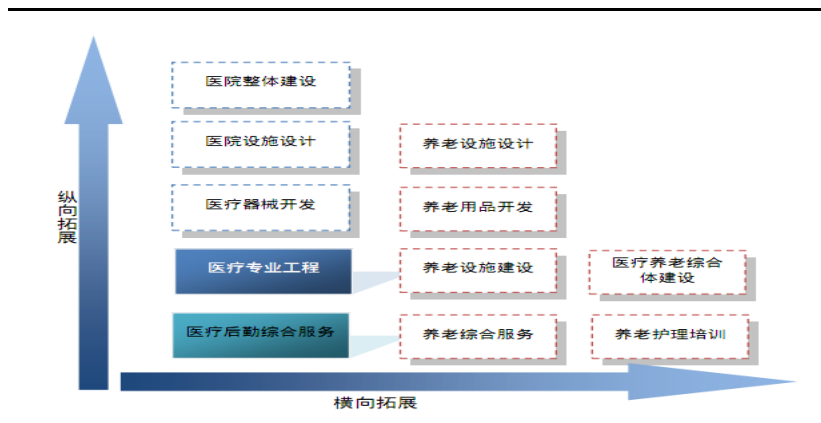 医院整体建设
医院设施设计
养老设施设计
医疗器械开发
养老用品开发
纵向拓展
医疗专业工程
养老设施建设
医疗养老综合
体建设
医疗后勤综合服务
养老综合服务
养老护理培训
横向拓展